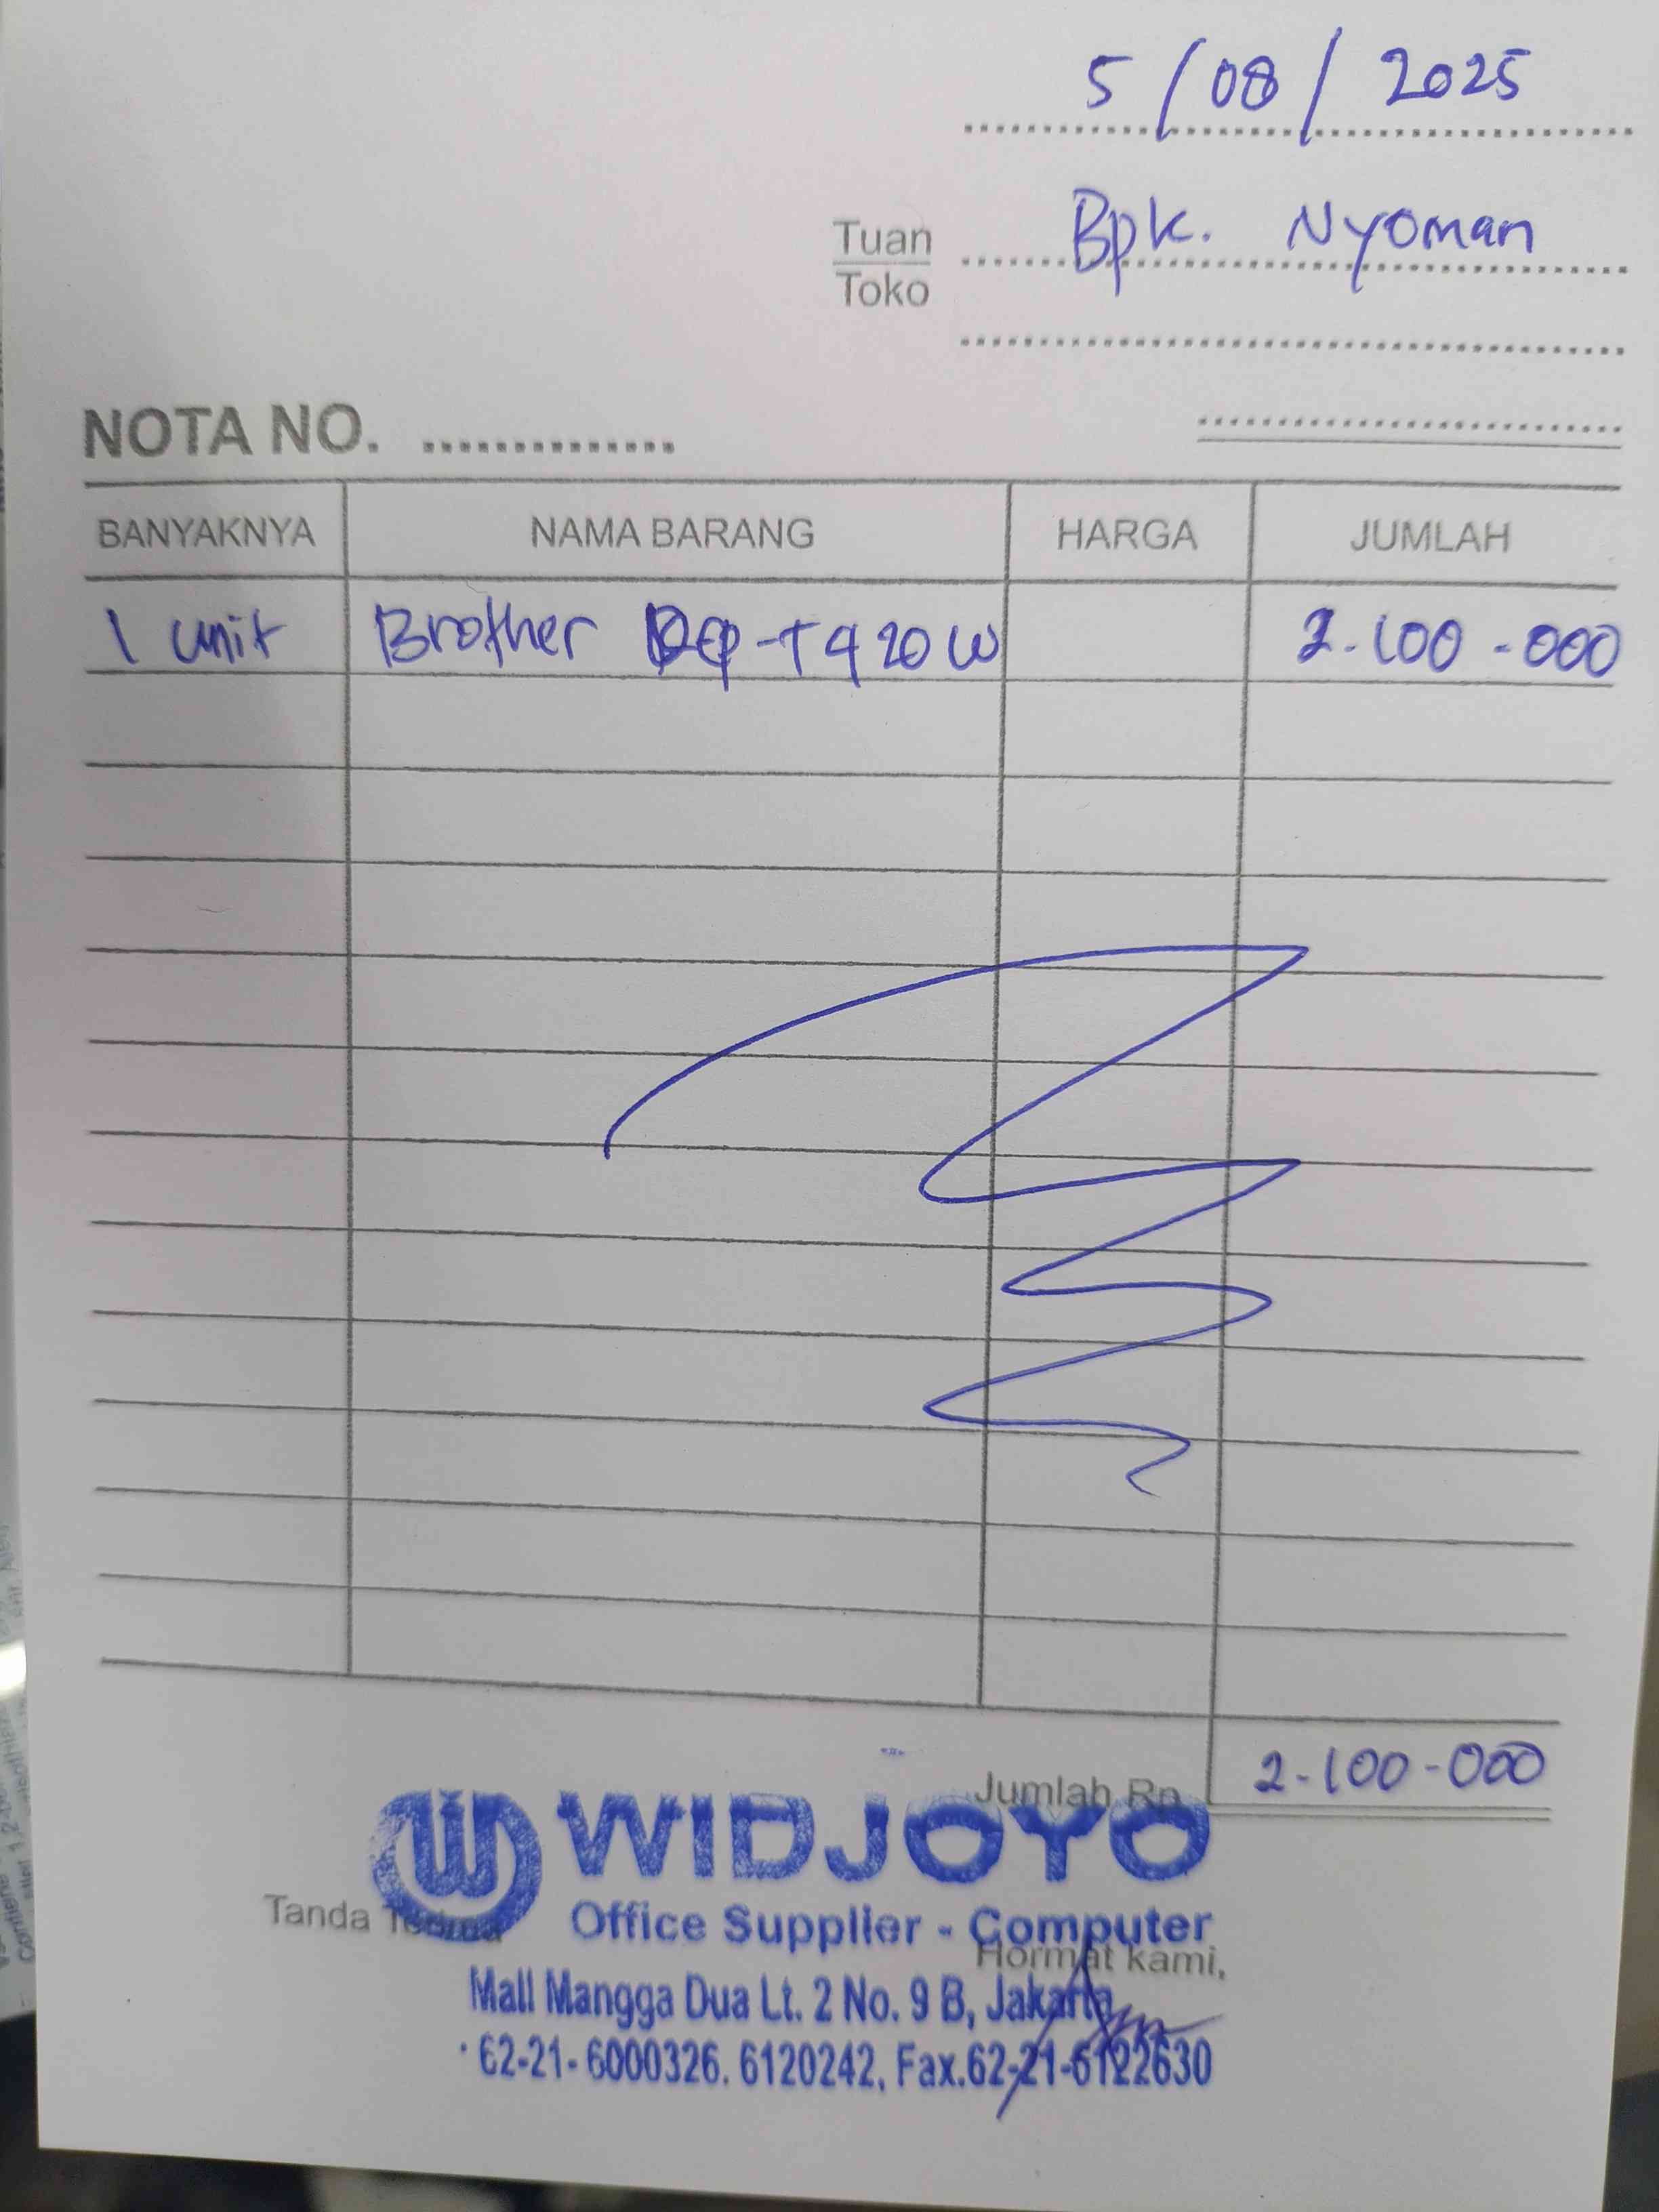 5/08/2025
Tuan Bpk. Nyoman
Toko
NOTA NO. ..............
BANYAKNYA NAMA BARANG HARGA JUMLAH
1 unit Brother DCP-T420W 2.100.000
Jumlah Rp 2.100.000
WIDJOYO
Tanda Terima
Office Supplier - Computer
Hormat kami,
Mall Mangga Dua Lt. 2 No. 9 B, Jakarta
62-21-6000326. 6120242, Fax.62-21-6122630